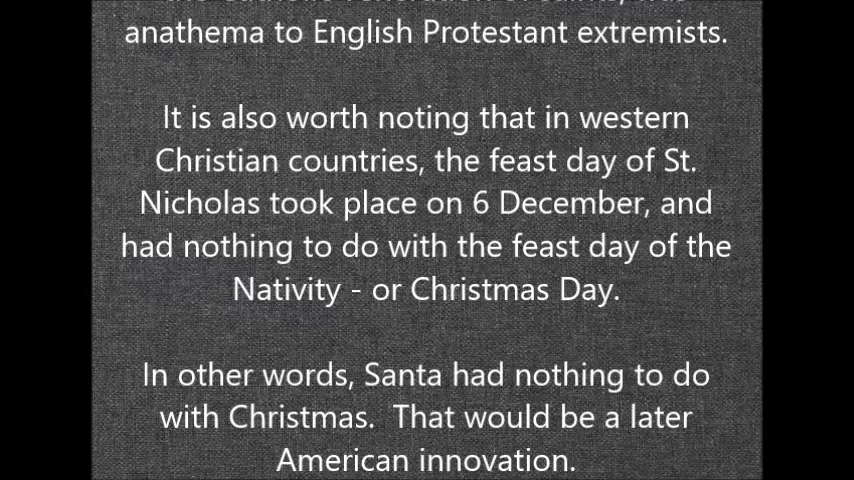 anathema to English Protestant extremists.
It is also worth noting that in western
Christian countries, the feast day of St.
Nicholas took place on 6 December, and
had nothing to do with the feast day of the
Nativity - or Christmas Day.
In other words, Santa had nothing to do
with Christmas.  That would be a later
American innovation.